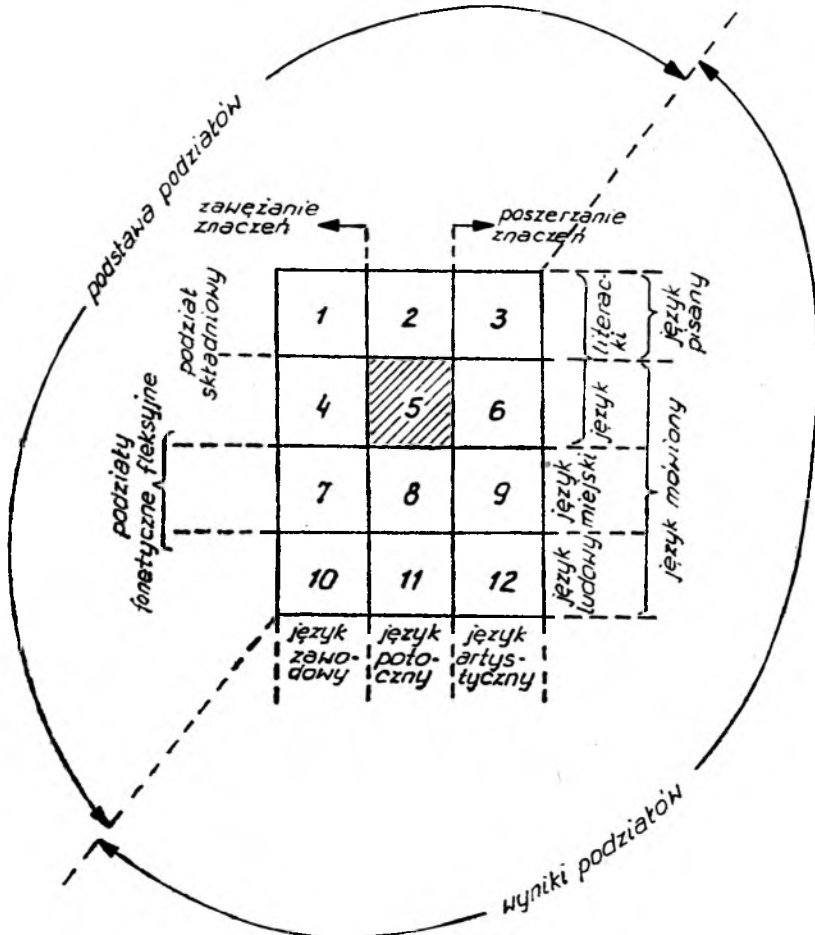 podstawa podziałów
zawężanie
znaczeń
poszerzanie
znaczeń
podział
składniowy
podziały
fonetyczne fleksyjne
1 2 3
4 5 6
7 8 9
10 11 12
język literac-
ki
język
pisany
język
miejski
język
ludowy
język mówiony
język
zawo-
dowy
język
poto-
czny
język
artys-
tyczny
wyniki podziałów